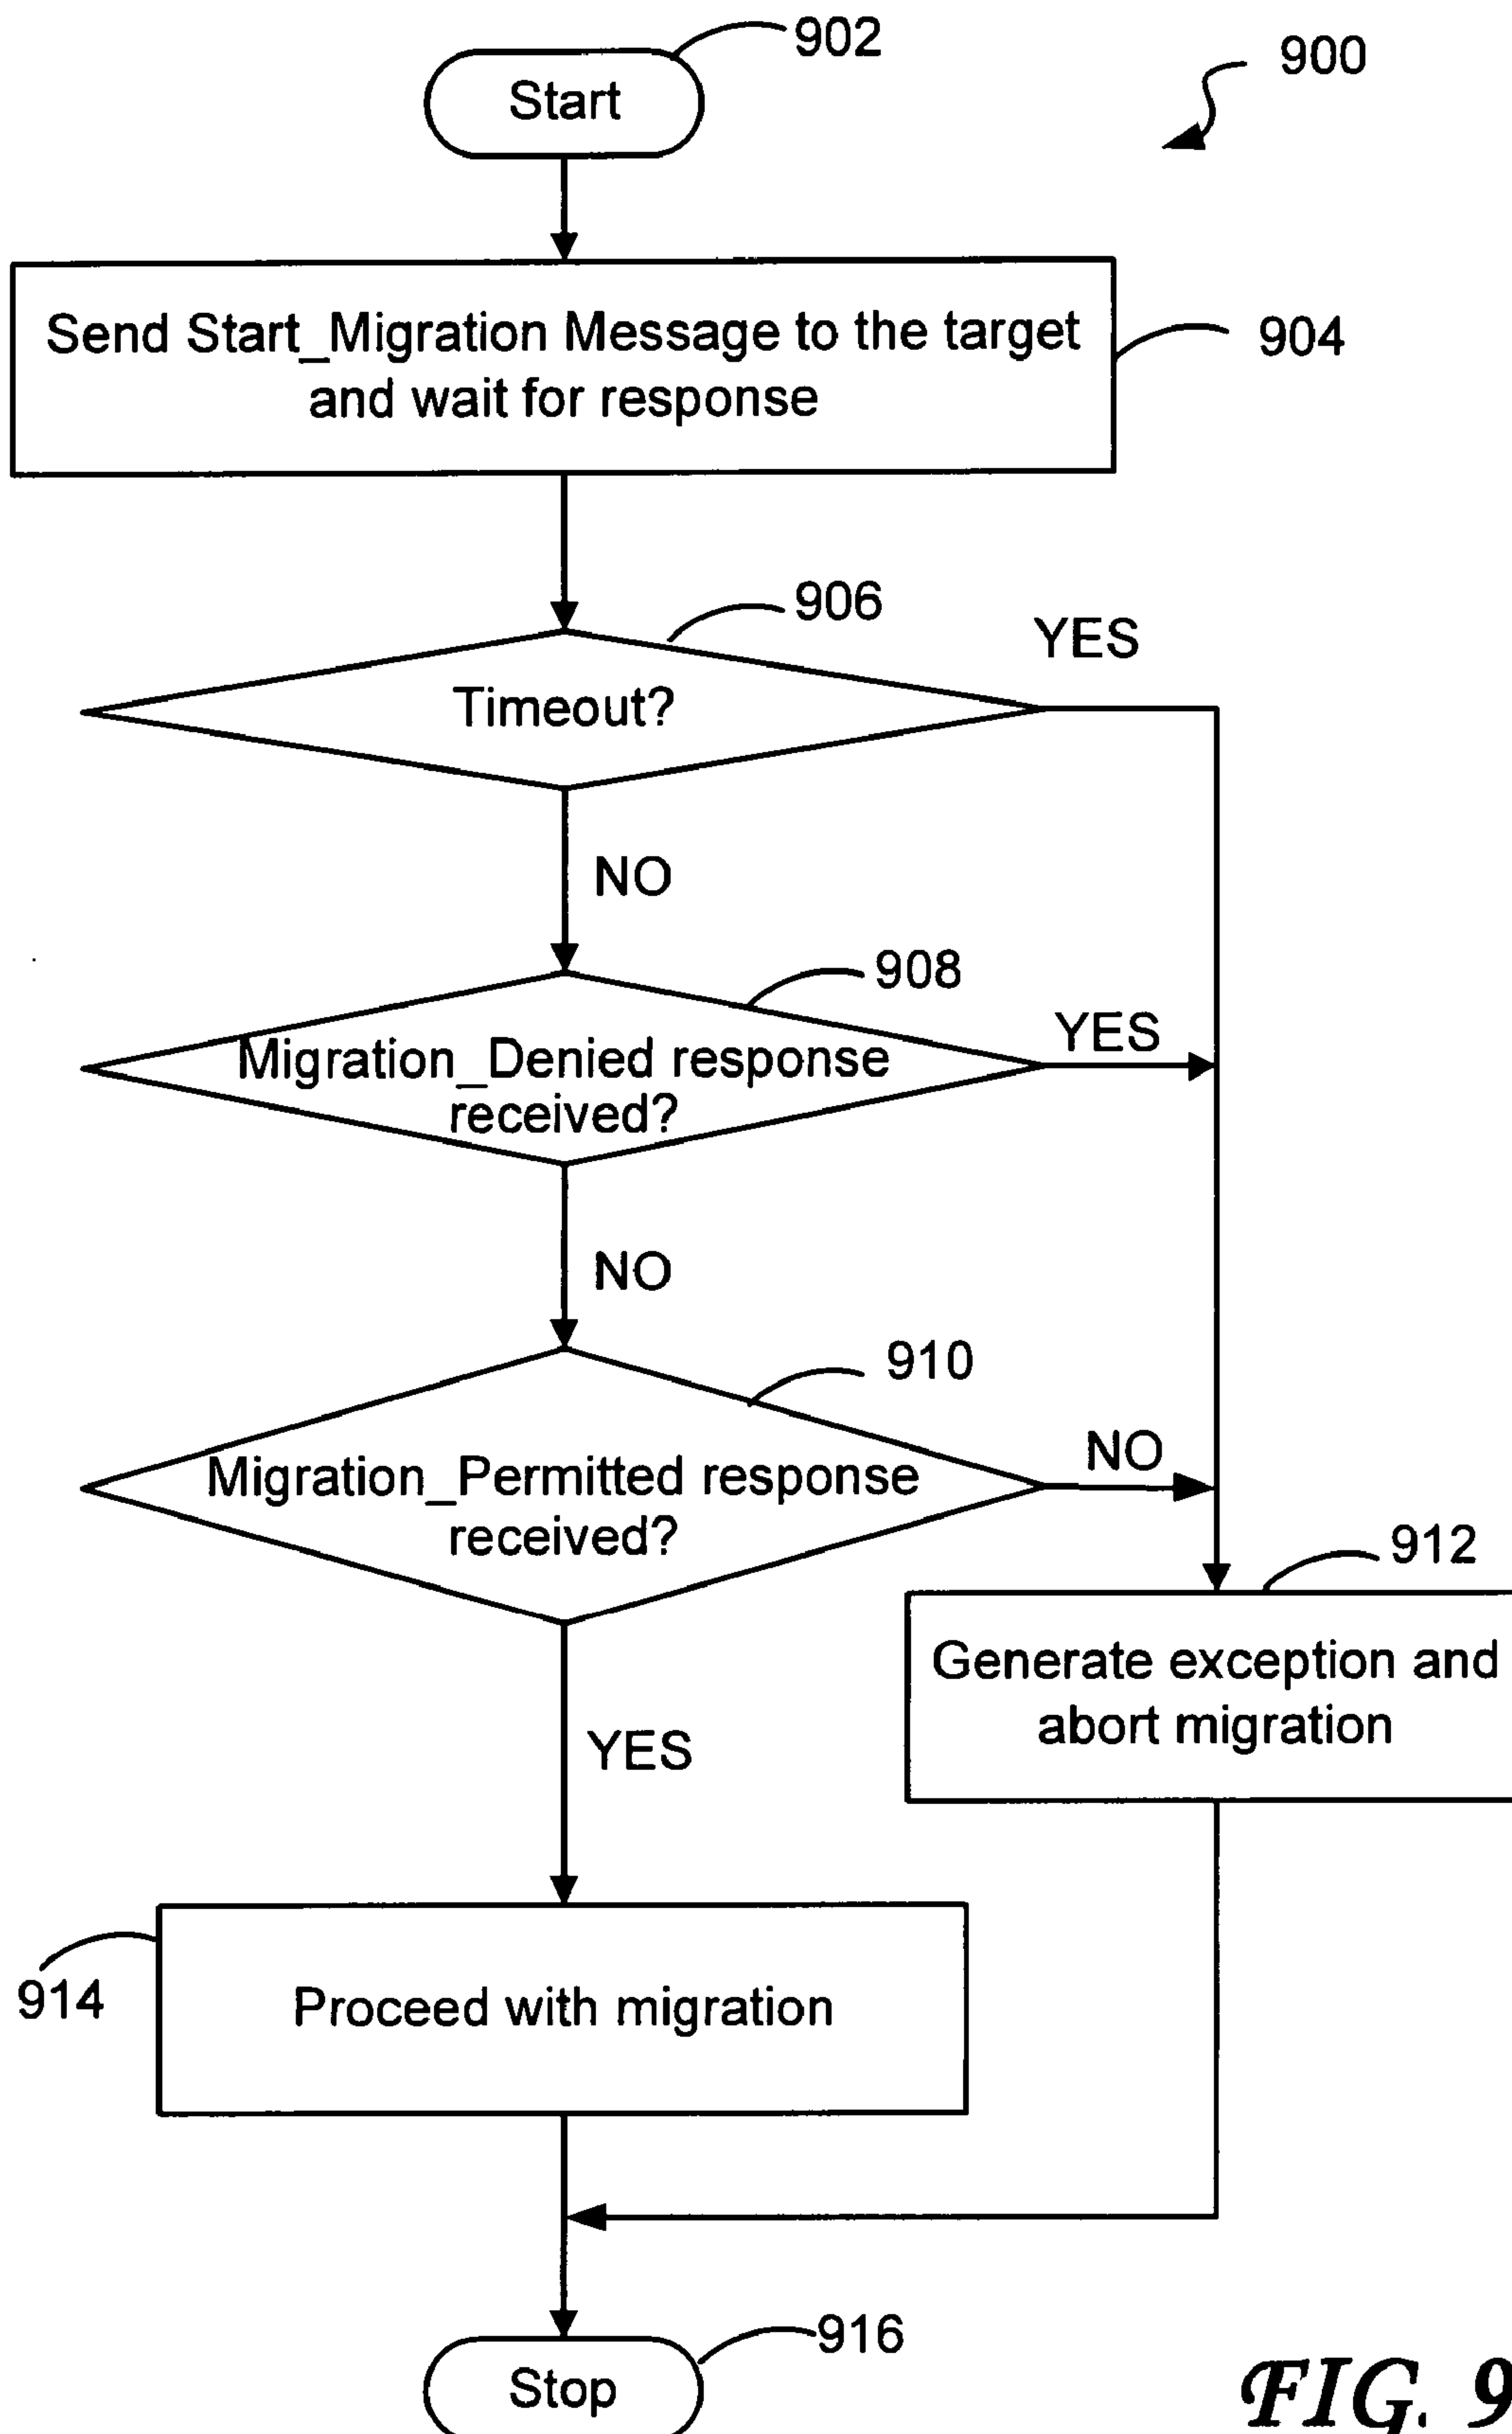 902
900
Start
Send Start_Migration Message to the target
and wait for response
904
906
YES
Timeout?
NO
908
YES
Migration_Denied response
received?
NO
910
NO
Migration_Permitted response
received?
912
Generate exception and
abort migration
YES
914
Proceed with migration
916
Stop
FIG. 9